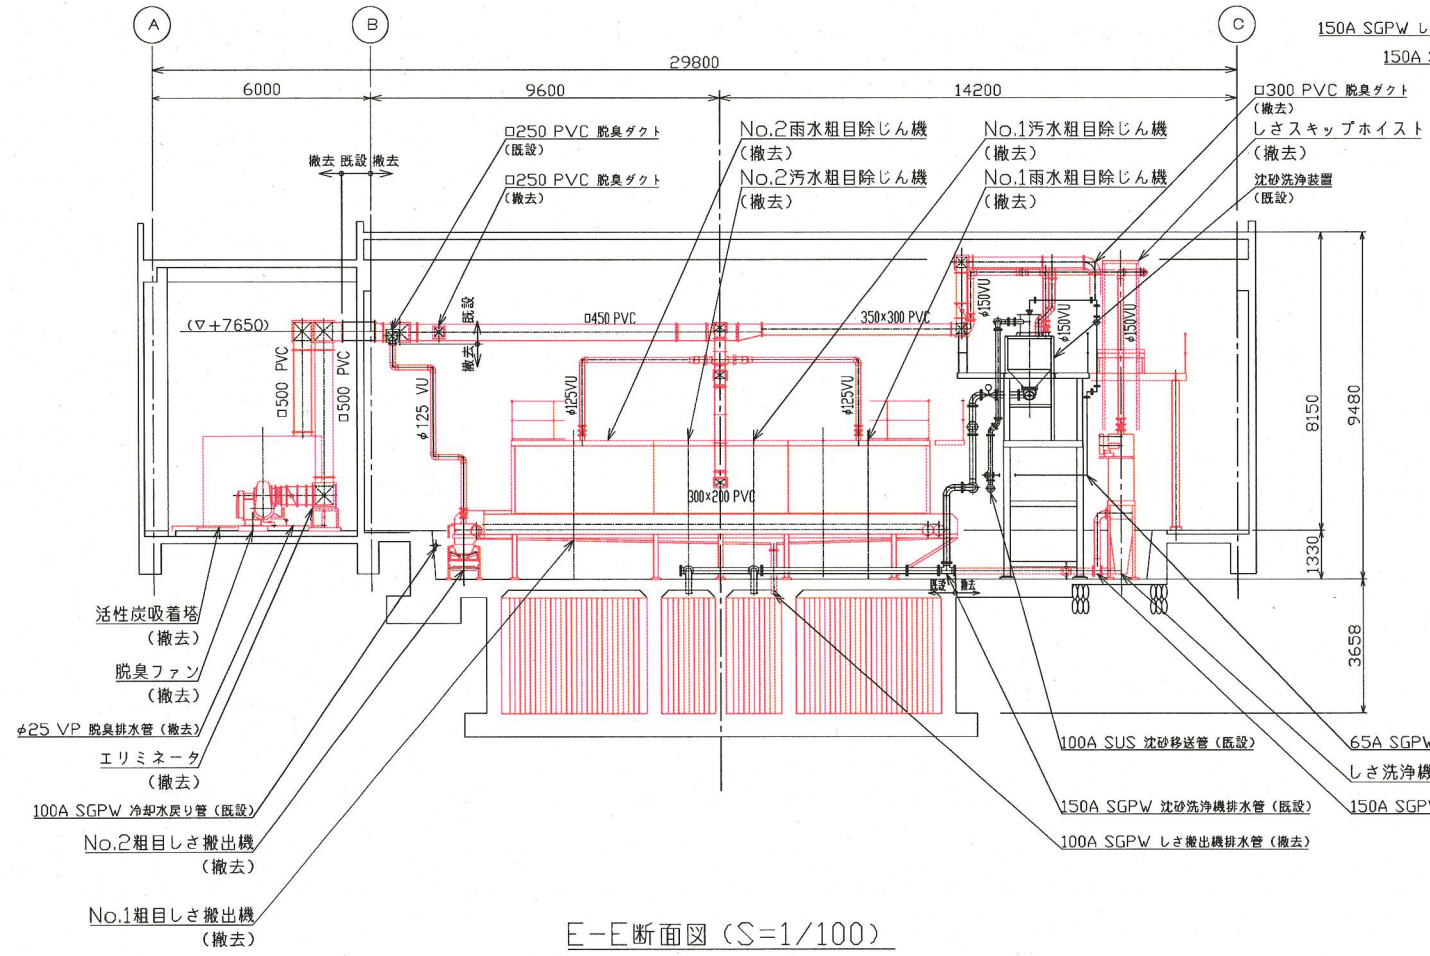 A
B
C
150A SGPW し
150A
29800
6000
9600
14200
□250 PVC 脱臭ダクト
(既設)
No.2雨水粗目除じん機
(撤去)
No.1汚水粗目除じん機
(撤去)
□300 PVC 脱臭ダクト
(撤去)
しさスキップホイスト
(撤去)
撤去 既設 撤去
□250 PVC 脱臭ダクト
(撤去)
No.2汚水粗目除じん機
(撤去)
No.1雨水粗目除じん機
(撤去)
沈砂洗浄装置
(既設)
(▽+7650)
既設
撤去
□450 PVC
350×300 PVC
φ150VU
φ150VU
φ150VU
□500 PVC
□500 PVC
φ125 VU
φ125VU
φ125VU
300×200 PVC
8150
9480
1330
3658
既設 撤去
活性炭吸着塔
(撤去)
脱臭ファン
(撤去)
φ25 VP 脱臭排水管 (撤去)
エリミネータ
(撤去)
100A SGPW 冷却水戻り管 (既設)
No.2粗目しさ搬出機
(撤去)
No.1粗目しさ搬出機
(撤去)
100A SUS 沈砂移送管 (既設)
150A SGPW 沈砂洗浄機排水管 (既設)
100A SGPW しさ搬出機排水管 (撤去)
65A SGPW
しさ洗浄機
150A SGPW
E-E断面図 (S=1/100)